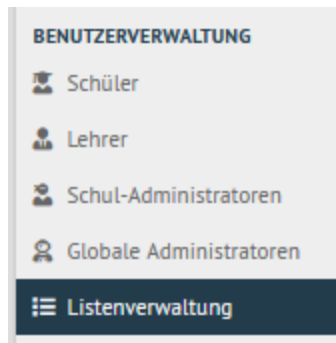 BENUTZERVERWALTUNG
Schüler
Lehrer
Schul-Administratoren
Globale Administratoren
Listenverwaltung